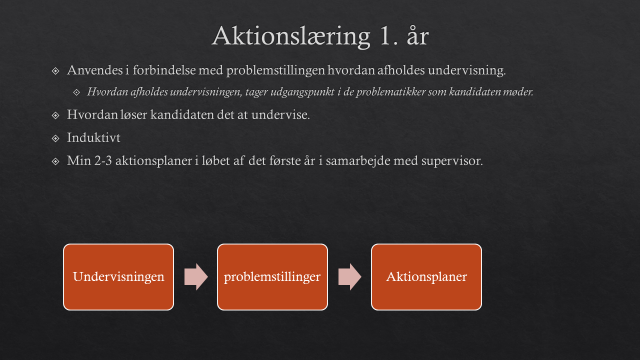 Aktionslæring 1. år
Anvendes i forbindelse med problemstillingen hvordan afholdes undervisning.
Hvordan afholdes undervisningen, tager udgangspunkt i de problematikker som kandidaten møder.
Hvordan løser kandidaten det at undervise.
Induktivt
Min 2-3 aktionsplaner i løbet af det første år i samarbejde med supervisor.
Undervisningen
problemstillinger
Aktionsplaner